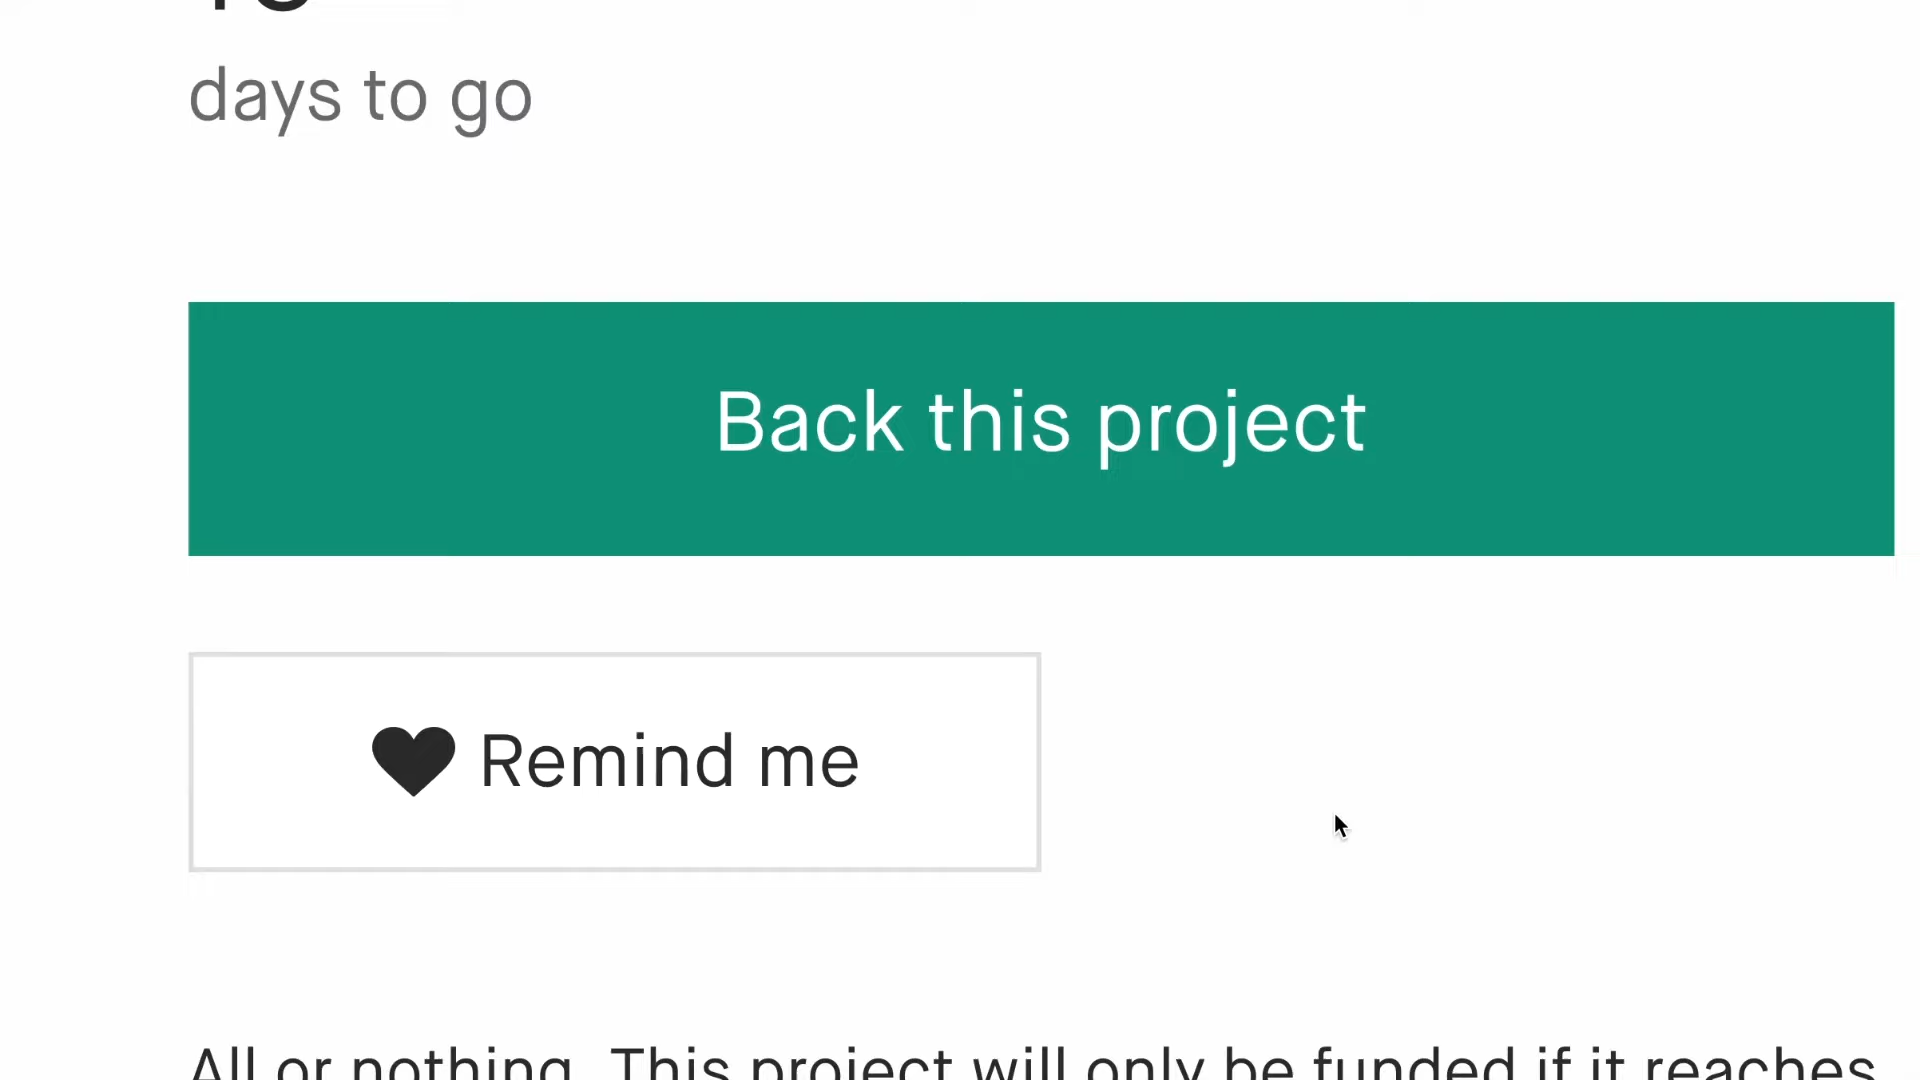 days to go
Back this project
Remind me
All or nothing. This project will only be funded if it reaches